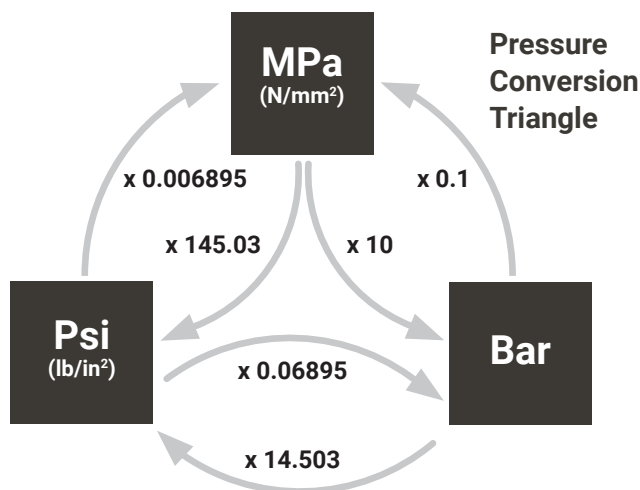 MPa
(N/mm²)
Pressure
Conversion
Triangle
x 0.006895
x 0.1
x 145.03
x 10
Psi
(lb/in²)
Bar
x 0.06895
x 14.503